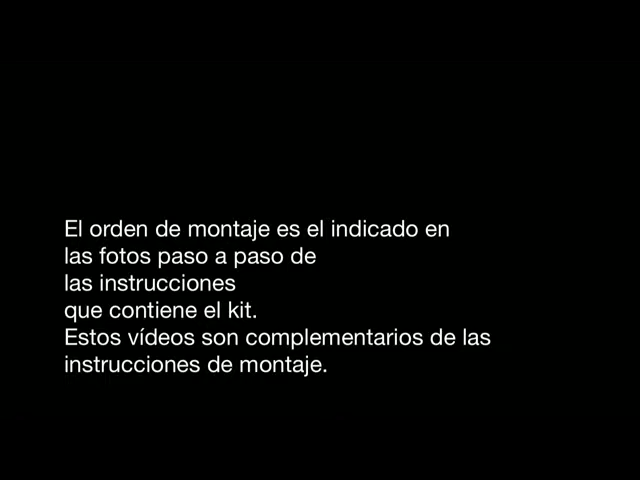 El orden de montaje es el indicado en
las fotos paso a paso de
las instrucciones
que contiene el kit.
Estos vídeos son complementarios de las
instrucciones de montaje.